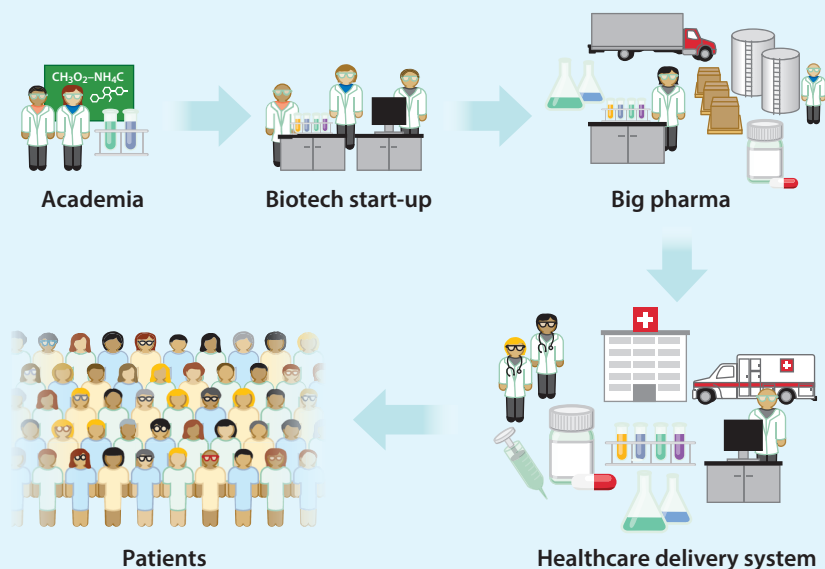 CH₃O₂–NH₄C
Academia
Biotech start-up
Big pharma
Patients
Healthcare delivery system